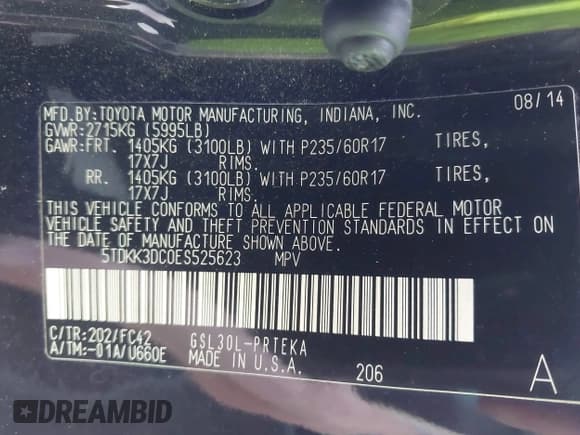 MFD.BY:TOYOTA MOTOR MANUFACTURING, INDIANA, INC. 08/14
GVWR:2715KG (5995LB)
GAWR:FRT. 1405KG (3100LB) WITH P235/60R17 TIRES,
17X7J RIMS.
RR. 1405KG (3100LB) WITH P235/60R17 TIRES,
17X7J RIMS.
THIS VEHICLE CONFORMS TO ALL APPLICABLE FEDERAL MOTOR
VEHICLE SAFETY AND THEFT PREVENTION STANDARDS IN EFFECT ON
THE DATE OF MANUFACTURE SHOWN ABOVE.
5TDKK3DC0ES525623 MPV
C/TR:202/FC42 GSL30L-PRTEKA
A/TM:-01A/U660E MADE IN U.S.A. 206 A
DREAMBID